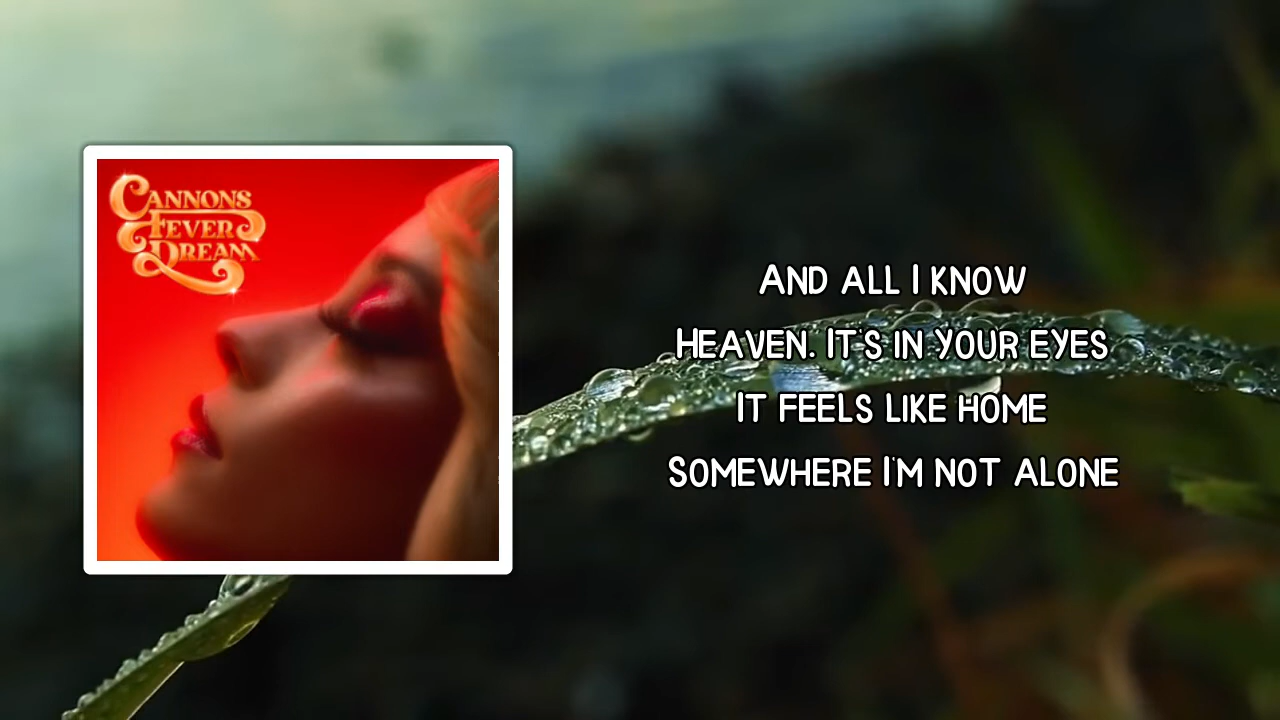 CANNONS
FEVER
DREAM
AND ALL I KNOW
HEAVEN. IT'S IN YOUR EYES
IT FEELS LIKE HOME
SOMEWHERE I'M NOT ALONE